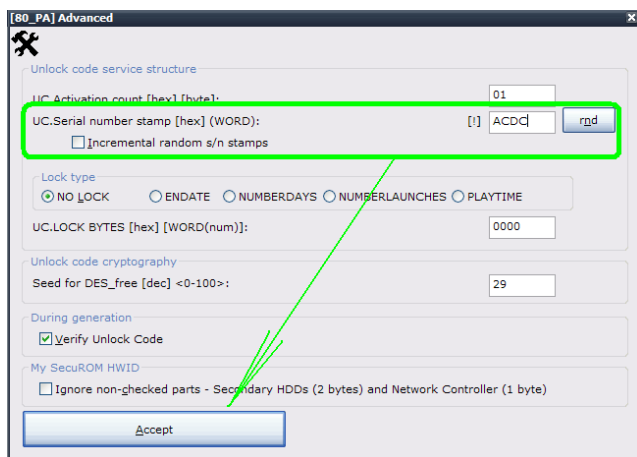 [80_PA] Advanced x
Unlock code service structure
UC.Activation count [hex] [byte]: 01
UC.Serial number stamp [hex] (WORD): [!] ACDC rnd
Incremental random s/n stamps
Lock type
NO LOCK ENDATE NUMBERDAYS NUMBERLAUNCHES PLAYTIME
UC.LOCK BYTES [hex] [WORD(num)]: 0000
Unlock code cryptography
Seed for DES_free [dec] <0-100>: 29
During generation
Verify Unlock Code
My SecuROM HWID
Ignore non-checked parts - Secondary HDDs (2 bytes) and Network Controller (1 byte)
Accept